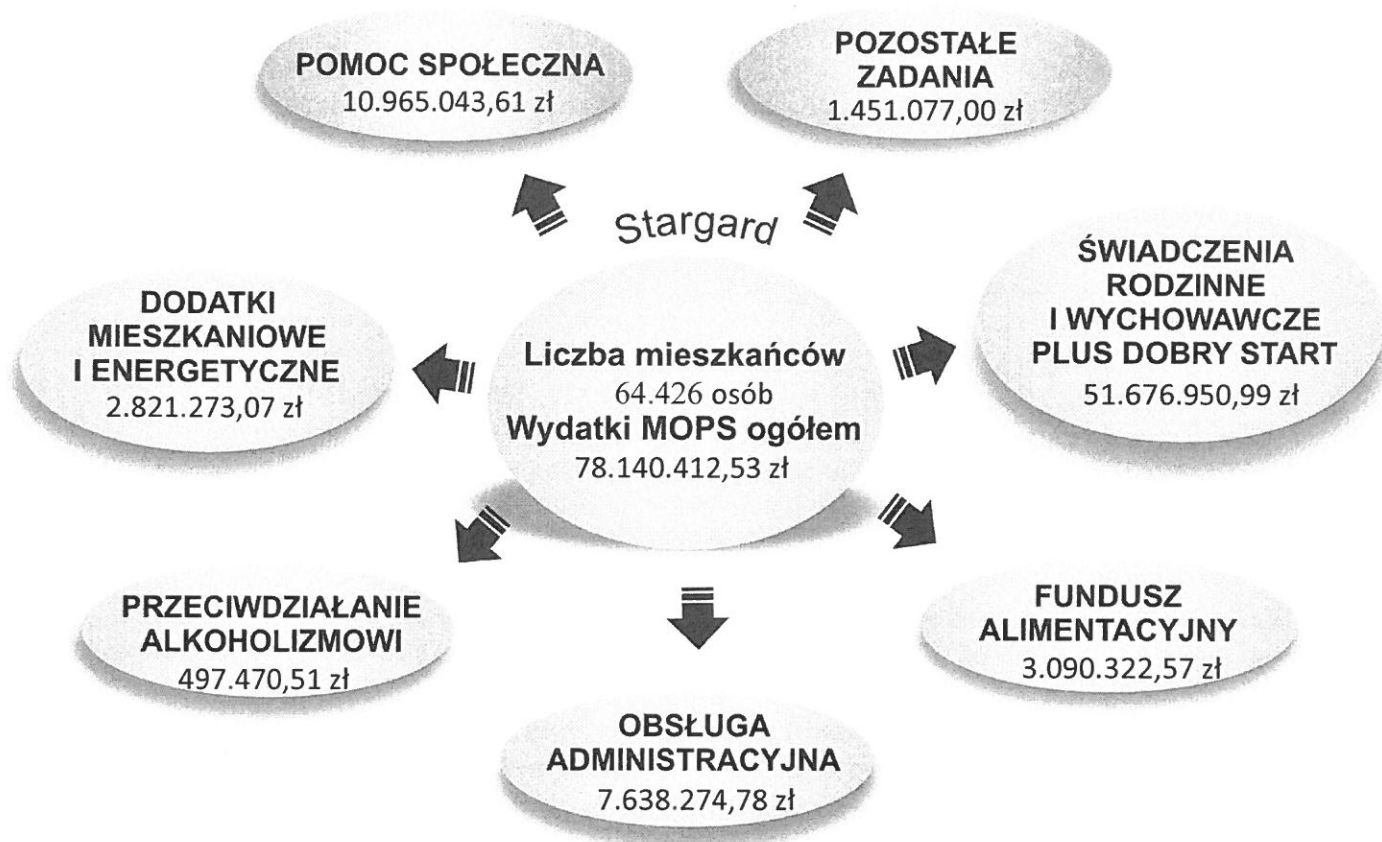 POMOC SPOŁECZNA
10.965.043,61 zł
POZOSTAŁE
ZADANIA
1.451.077,00 zł
Stargard
DODATKI
MIESZKANIOWE
I ENERGETYCZNE
2.821.273,07 zł
Liczba mieszkańców
64.426 osób
Wydatki MOPS ogółem
78.140.412,53 zł
ŚWIADCZENIA
RODZINNE
I WYCHOWAWCZE
PLUS DOBRY START
51.676.950,99 zł
PRZECIWDZIAŁANIE
ALKOHOLIZMOWI
497.470,51 zł
OBSŁUGA
ADMINISTRACYJNA
7.638.274,78 zł
FUNDUSZ
ALIMENTACYJNY
3.090.322,57 zł